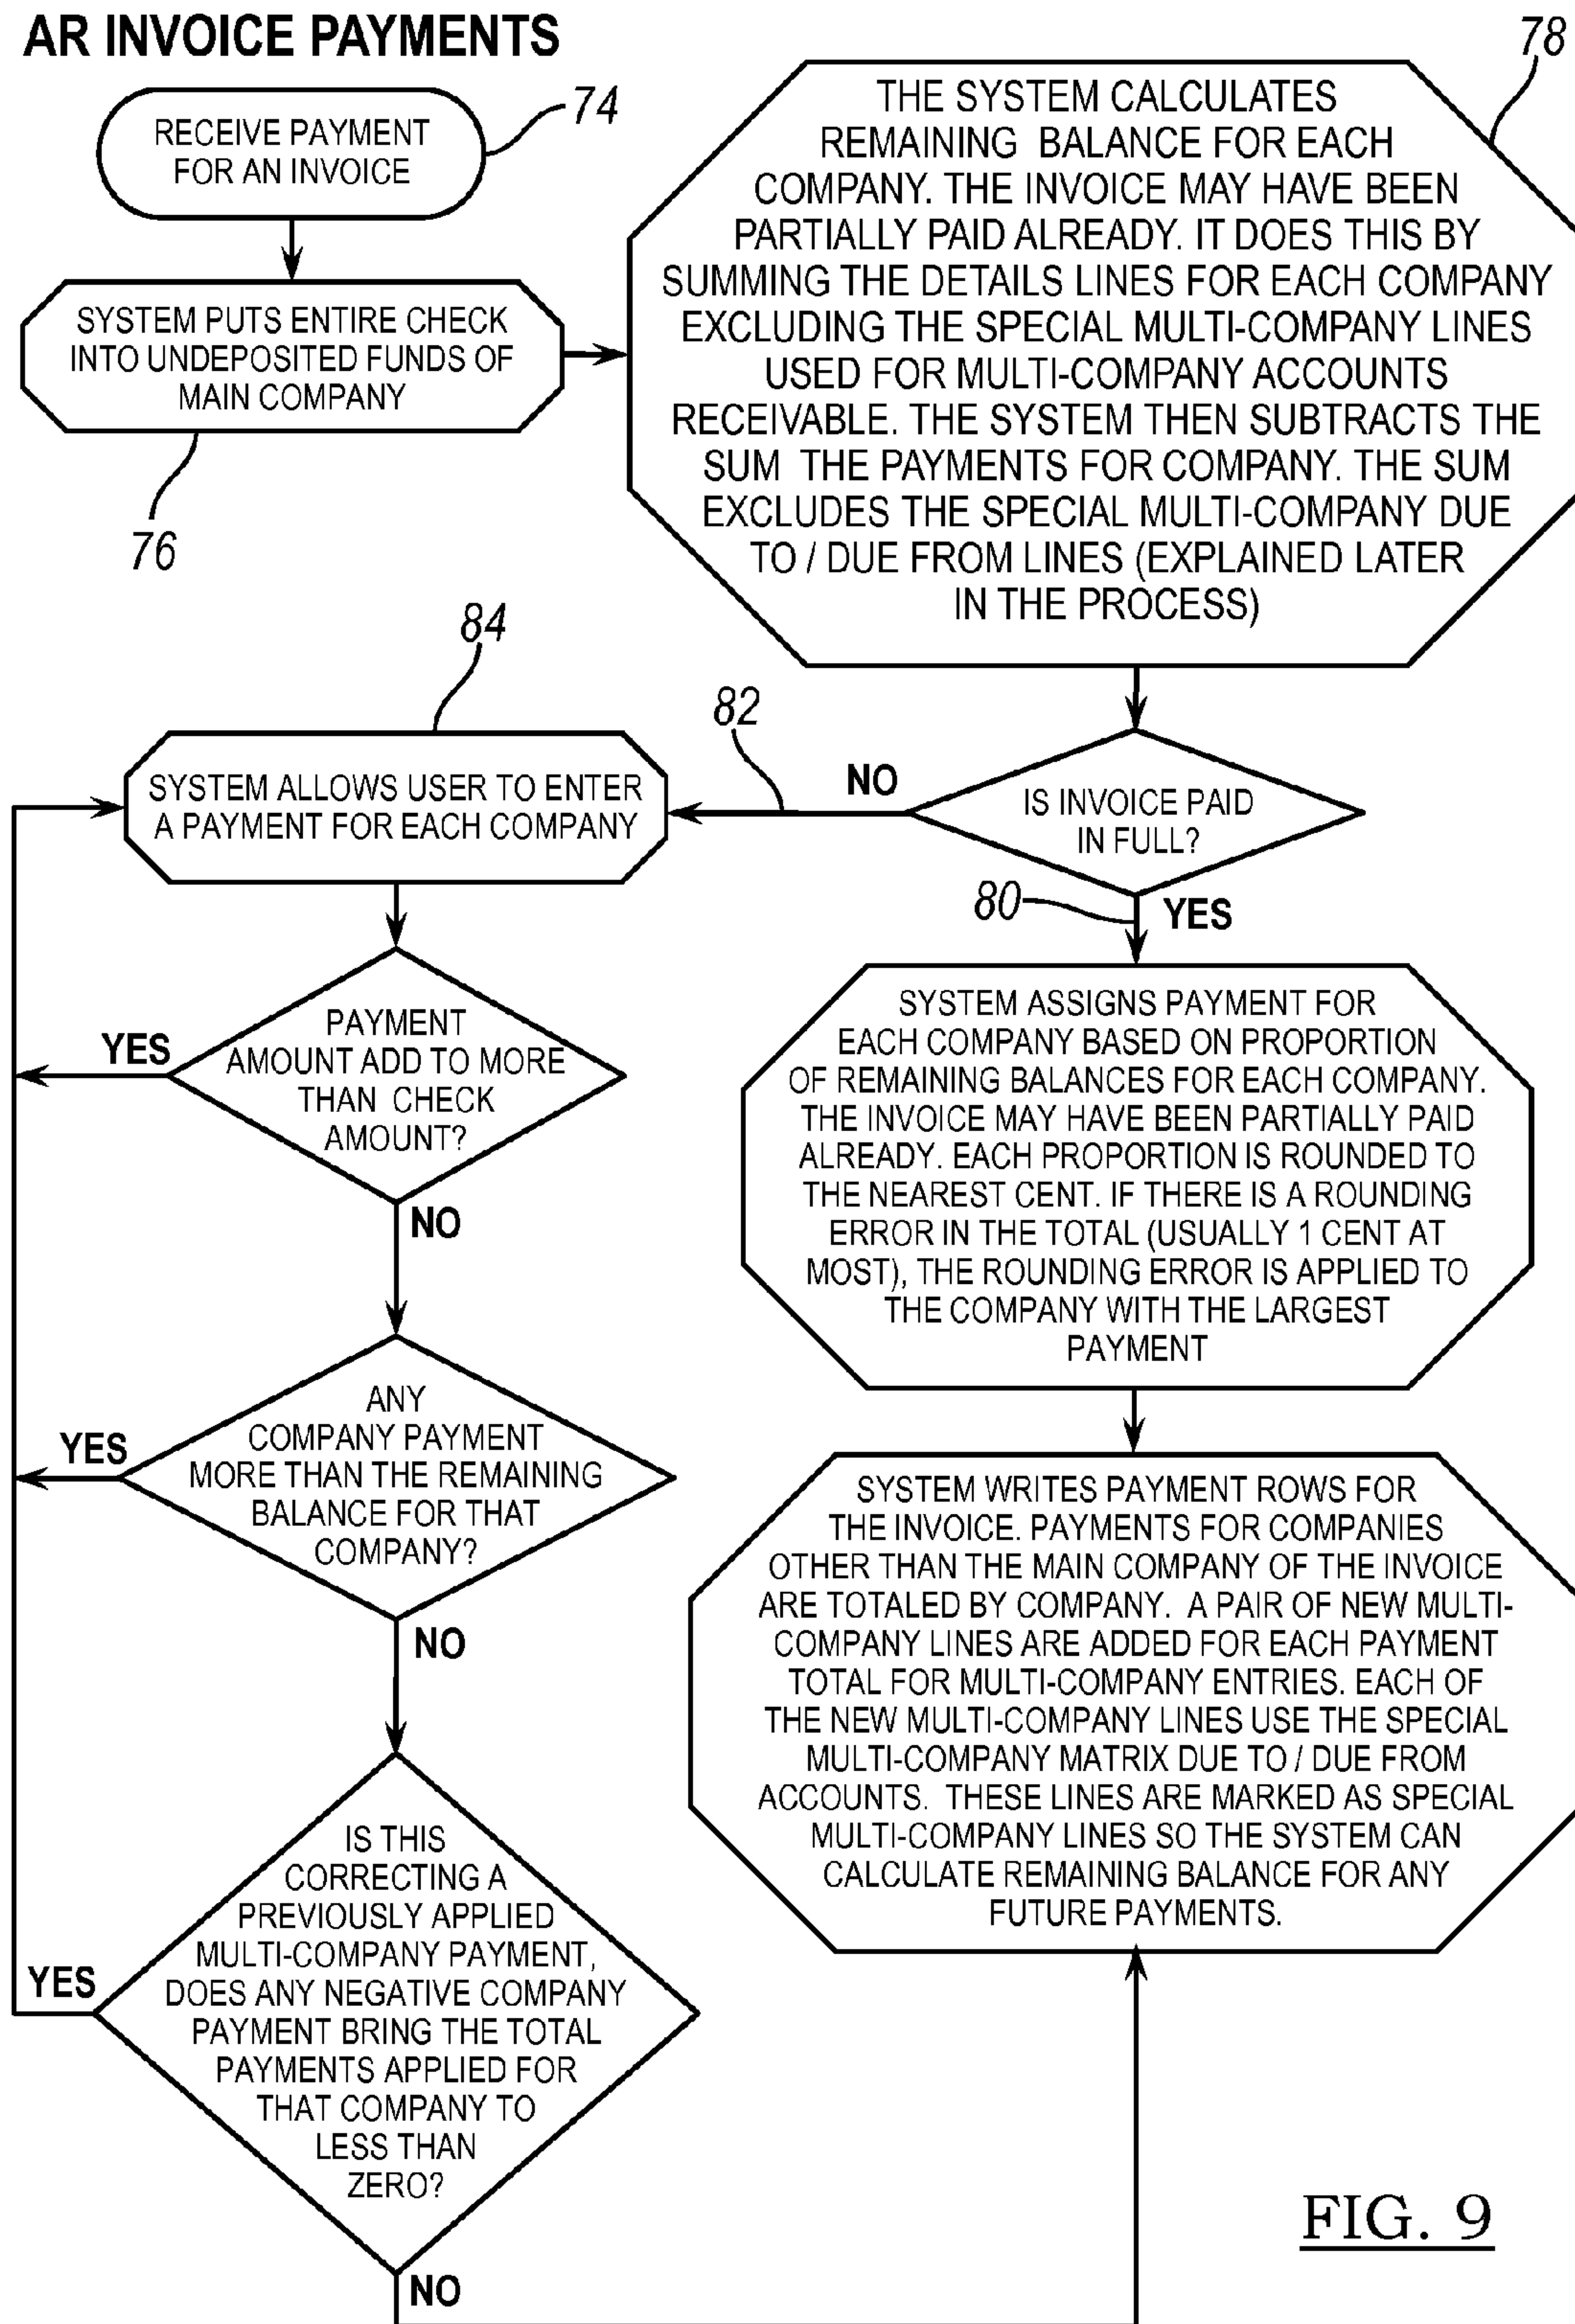 AR INVOICE PAYMENTS
RECEIVE PAYMENT
FOR AN INVOICE
74
SYSTEM PUTS ENTIRE CHECK
INTO UNDEPOSITED FUNDS OF
MAIN COMPANY
76
78
THE SYSTEM CALCULATES
REMAINING BALANCE FOR EACH
COMPANY. THE INVOICE MAY HAVE BEEN
PARTIALLY PAID ALREADY. IT DOES THIS BY
SUMMING THE DETAILS LINES FOR EACH COMPANY
EXCLUDING THE SPECIAL MULTI-COMPANY LINES
USED FOR MULTI-COMPANY ACCOUNTS
RECEIVABLE. THE SYSTEM THEN SUBTRACTS THE
SUM THE PAYMENTS FOR COMPANY. THE SUM
EXCLUDES THE SPECIAL MULTI-COMPANY DUE
TO / DUE FROM LINES (EXPLAINED LATER
IN THE PROCESS)
IS INVOICE PAID
IN FULL?
NO
82
80
YES
84
SYSTEM ALLOWS USER TO ENTER
A PAYMENT FOR EACH COMPANY
PAYMENT
AMOUNT ADD TO MORE
THAN CHECK
AMOUNT?
YES
NO
ANY
COMPANY PAYMENT
MORE THAN THE REMAINING
BALANCE FOR THAT
COMPANY?
YES
NO
IS THIS
CORRECTING A
PREVIOUSLY APPLIED
MULTI-COMPANY PAYMENT,
DOES ANY NEGATIVE COMPANY
PAYMENT BRING THE TOTAL
PAYMENTS APPLIED FOR
THAT COMPANY TO
LESS THAN
ZERO?
YES
NO
SYSTEM ASSIGNS PAYMENT FOR
EACH COMPANY BASED ON PROPORTION
OF REMAINING BALANCES FOR EACH COMPANY.
THE INVOICE MAY HAVE BEEN PARTIALLY PAID
ALREADY. EACH PROPORTION IS ROUNDED TO
THE NEAREST CENT. IF THERE IS A ROUNDING
ERROR IN THE TOTAL (USUALLY 1 CENT AT
MOST), THE ROUNDING ERROR IS APPLIED TO
THE COMPANY WITH THE LARGEST
PAYMENT
SYSTEM WRITES PAYMENT ROWS FOR
THE INVOICE. PAYMENTS FOR COMPANIES
OTHER THAN THE MAIN COMPANY OF THE INVOICE
ARE TOTALED BY COMPANY. A PAIR OF NEW MULTI-
COMPANY LINES ARE ADDED FOR EACH PAYMENT
TOTAL FOR MULTI-COMPANY ENTRIES. EACH OF
THE NEW MULTI-COMPANY LINES USE THE SPECIAL
MULTI-COMPANY MATRIX DUE TO / DUE FROM
ACCOUNTS. THESE LINES ARE MARKED AS SPECIAL
MULTI-COMPANY LINES SO THE SYSTEM CAN
CALCULATE REMAINING BALANCE FOR ANY
FUTURE PAYMENTS.
FIG. 9